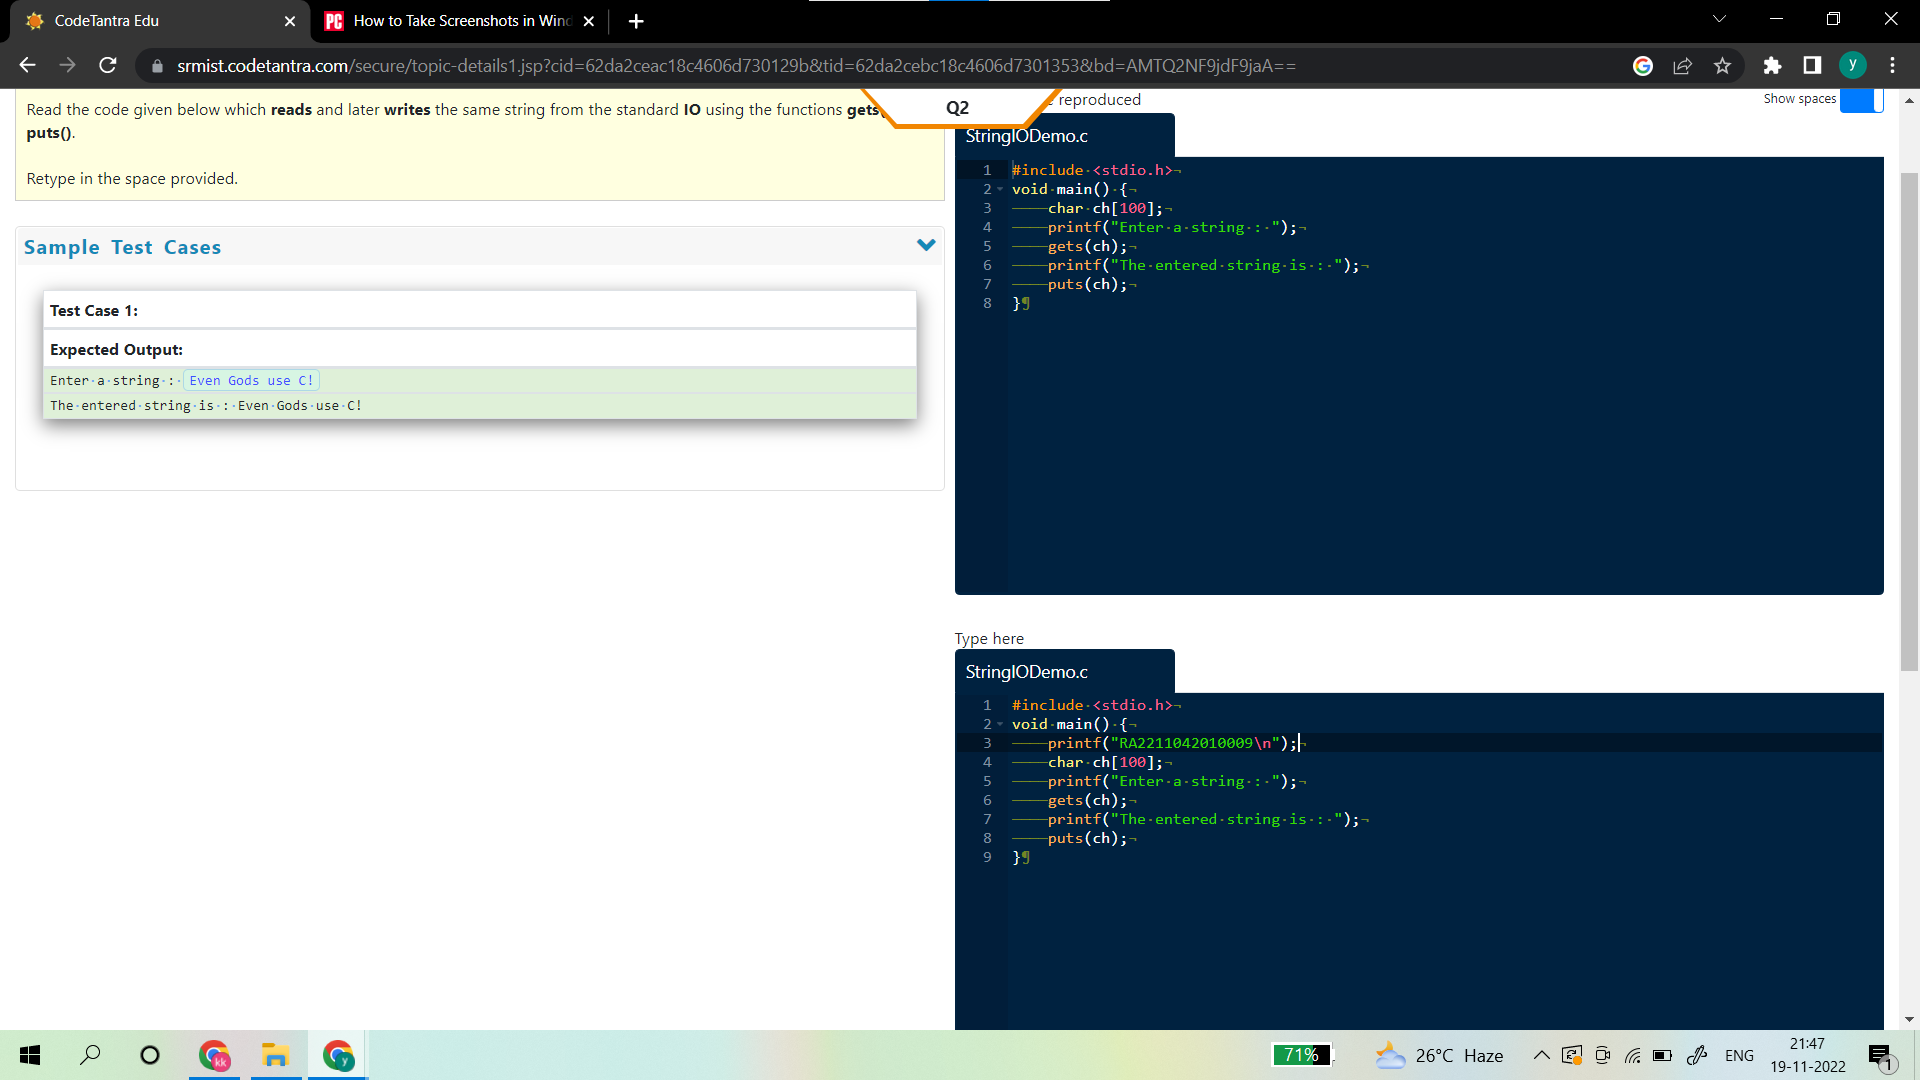 CodeTantra Edu
How to Take Screenshots in Wind
srmist.codetantra.com/secure/topic-details1.jsp?cid=62da2ceac18c4606d730129b&tid=62da2cebc18c4606d7301353&bd=AMTQ2NF9jdF9jaA==
y
Read the code given below which reads and later writes the same string from the standard IO using the functions gets
puts().
Retype in the space provided.
Sample Test Cases
Test Case 1:
Expected Output:
Enter·a·string·:· Even Gods use C!
The·entered·string·is·:·Even·Gods·use·C!
Q2
reproduced
Show spaces
StringIODemo.c
1 #include·<stdio.h>¬
2 void·main()·{¬
3 char·ch[100];¬
4 printf("Enter·a·string·:·");¬
5 gets(ch);¬
6 printf("The·entered·string·is·:·");¬
7 puts(ch);¬
8 }¶
Type here
StringIODemo.c
1 #include·<stdio.h>¬
2 void·main()·{¬
3 printf("RA2211042010009\n");¬
4 char·ch[100];¬
5 printf("Enter·a·string·:·");¬
6 gets(ch);¬
7 printf("The·entered·string·is·:·");¬
8 puts(ch);¬
9 }¶
kk
y
71%
26°C Haze
ENG
21:47
19-11-2022
1